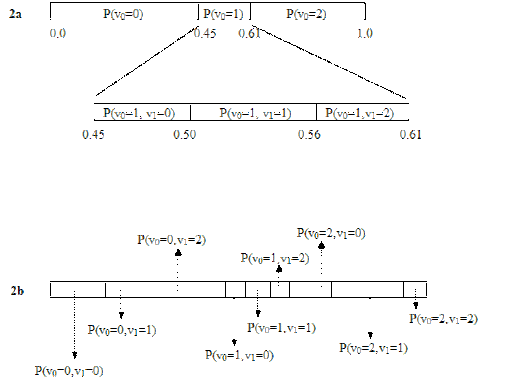 2a
P(v₀=0) P(v₀=1) P(v₀=2)
0.0 0.45 0.61 1.0
P(v₀=1, v₁=0) P(v₀=1, v₁=1) P(v₀=1,v₁=2)
0.45 0.50 0.56 0.61
P(v₀=2,v₁=0)
P(v₀=0,v₁=2)
P(v₀=1,v₁=2)
2b
P(v₀=2,v₁=2)
P(v₀=0,v₁=1) P(v₀=1,v₁=1)
P(v₀=1,v₁=0) P(v₀=2,v₁=1)
P(v₀=0,v₁=0)